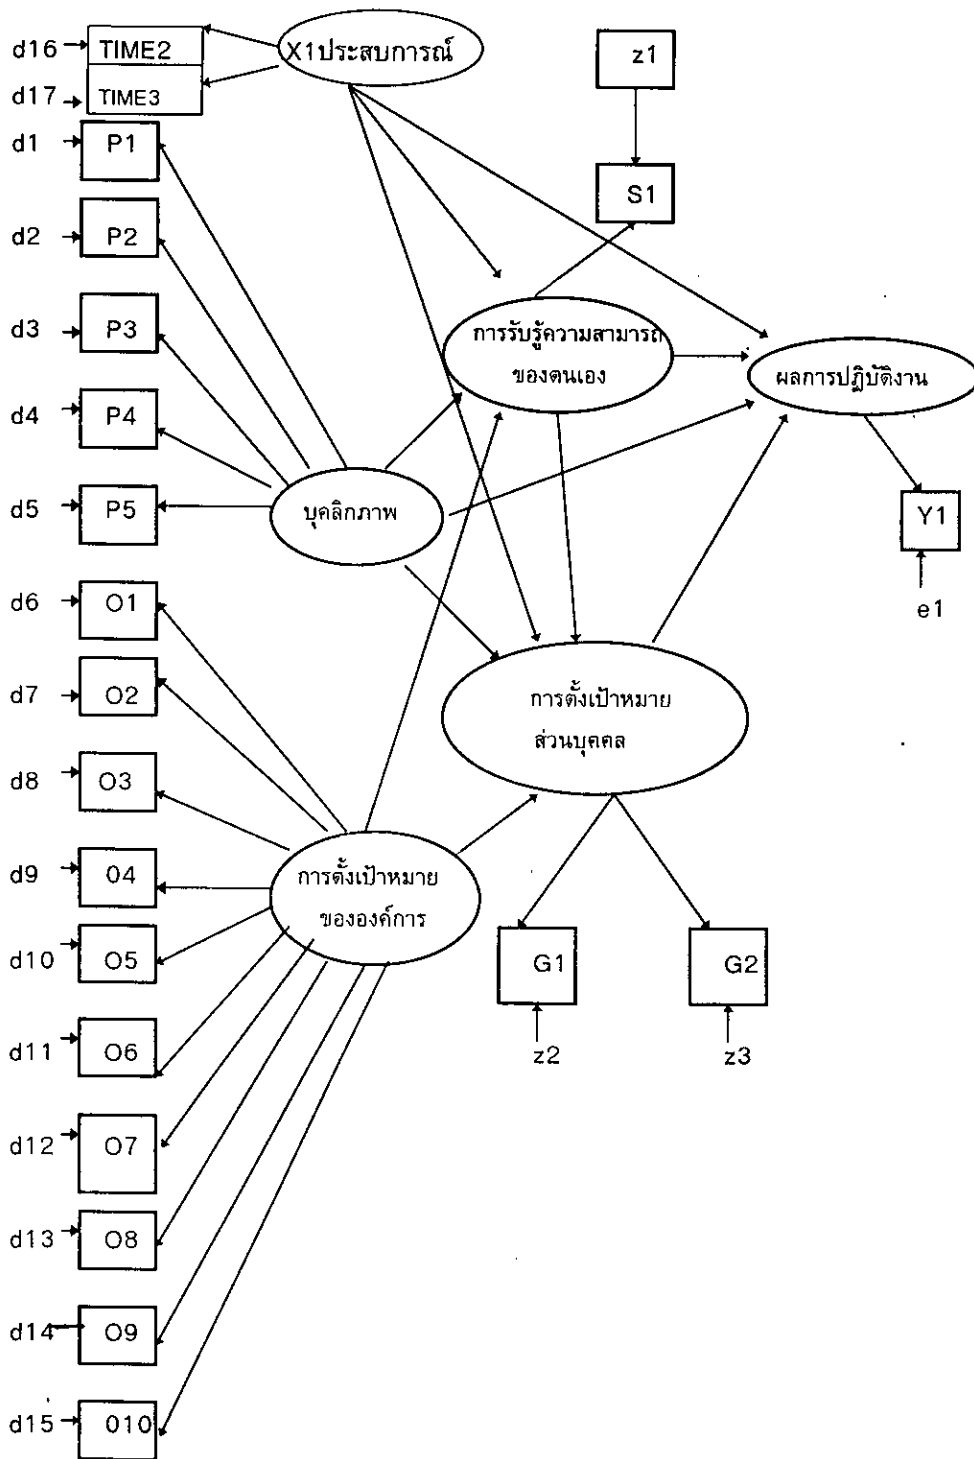 d16
TIME2
X1ประสบการณ์
z1
d17
TIME3
d1
P1
S1
d2
P2
d3
P3
การรับรู้ความสามารถ
ของตนเอง
ผลการปฏิบัติงาน
d4
P4
d5
P5
บุคลิกภาพ
Y1
e1
d6
O1
d7
O2
การตั้งเป้าหมาย
ส่วนบุคคล
d8
O3
d9
04
การตั้งเป้าหมาย
ขององค์การ
d10
O5
G1
G2
d11
O6
z2
z3
d12
O7
d13
O8
d14
O9
d15
010